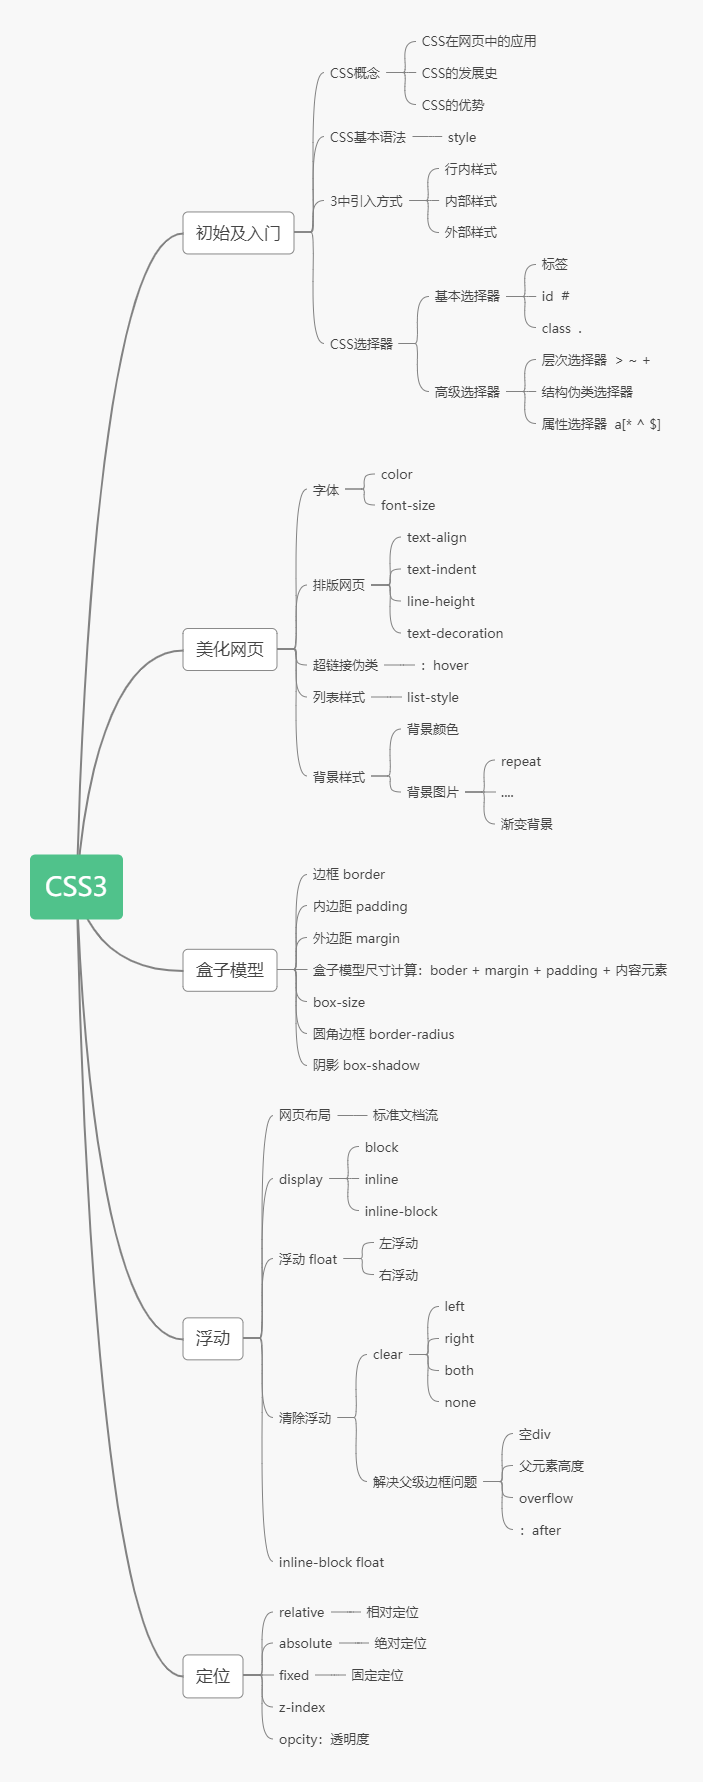 CSS3
初始及入门
CSS概念
CSS在网页中的应用
CSS的发展史
CSS的优势
CSS基本语法
style
3中引入方式
行内样式
内部样式
外部样式
CSS选择器
基本选择器
标签
id #
class .
高级选择器
层次选择器 > ~ +
结构伪类选择器
属性选择器 a[* ^ $]
美化网页
字体
color
font-size
排版网页
text-align
text-indent
line-height
text-decoration
超链接伪类
：hover
列表样式
list-style
背景样式
背景颜色
背景图片
repeat
....
渐变背景
盒子模型
边框 border
内边距 padding
外边距 margin
盒子模型尺寸计算：boder + margin + padding + 内容元素
box-size
圆角边框 border-radius
阴影 box-shadow
浮动
网页布局
标准文档流
display
block
inline
inline-block
浮动 float
左浮动
右浮动
清除浮动
clear
left
right
both
none
解决父级边框问题
空div
父元素高度
overflow
：after
inline-block float
定位
relative
相对定位
absolute
绝对定位
fixed
固定定位
z-index
opcity：透明度